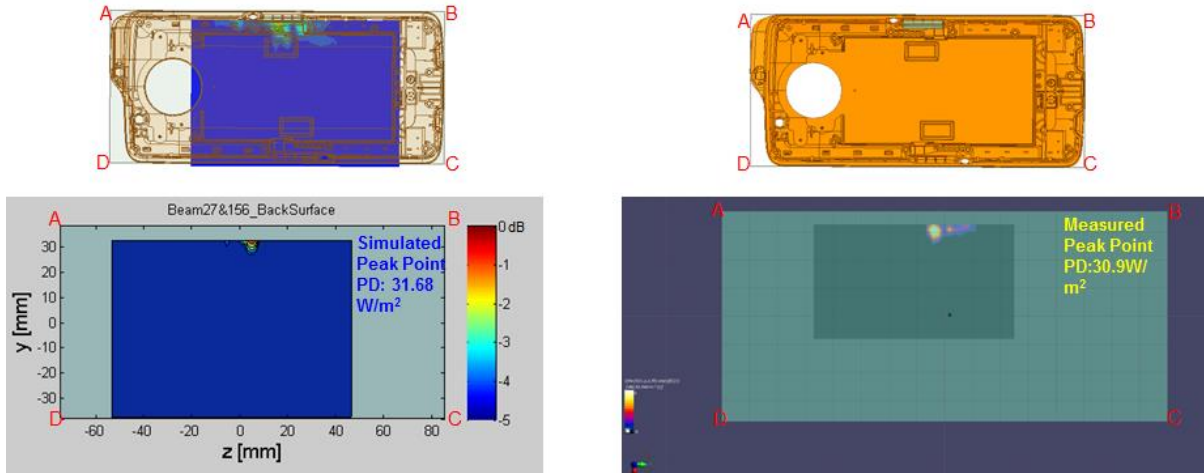 A
B
D
C
A
B
D
C
Beam27&156_BackSurface
A
B
0 dB
-1
-2
-3
-4
-5
Simulated
Peak Point
PD: 31.68
W/m²
30
20
10
0
-10
-20
-30
y [mm]
D
C
-60
-40
-20
0
20
40
60
80
z [mm]
A
B
Measured
Peak Point
PD:30.9W/
m²
D
C